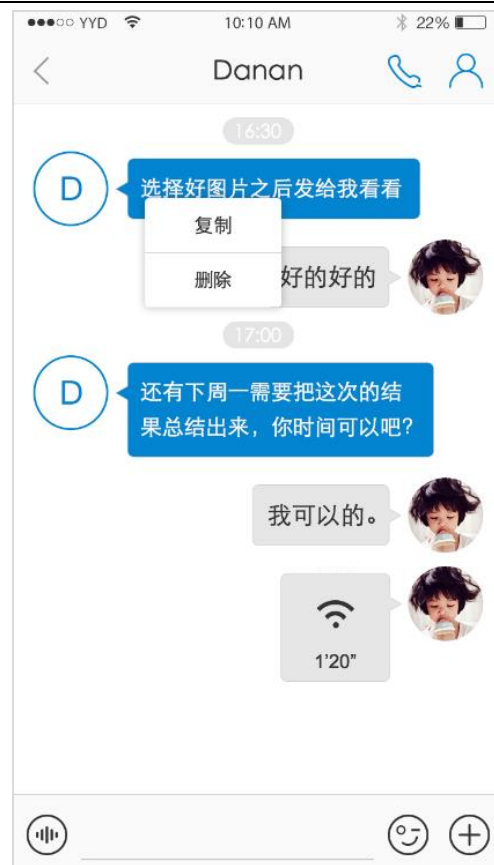 YYD 10:10 AM 22%
Danan
16:30
D 选择好图片之后发给我看看
复制
删除 好的好的
17:00
D 还有下周一需要把这次的结
果总结出来，你时间可以吧？
我可以的。
1'20"